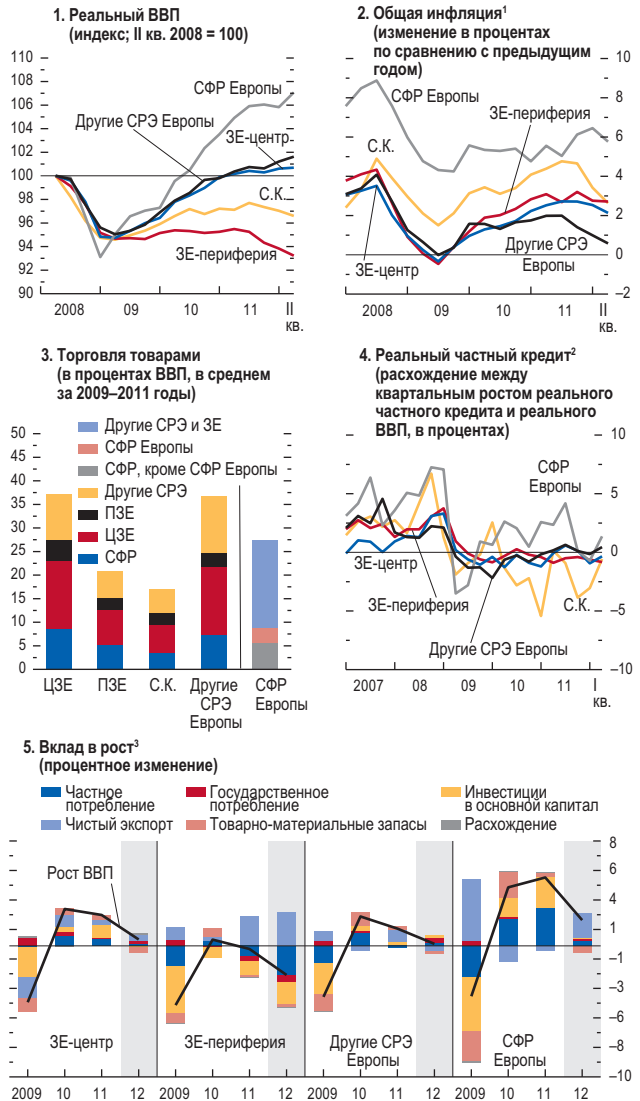 1. Реальный ВВП
(индекс; II кв. 2008 = 100)
110
108
106
104
102
100
98
96
94
92
90
СФР Европы
Другие СРЭ Европы
ЗЕ-центр
С.К.
ЗЕ-периферия
2008
09
10
11
II
кв.
2. Общая инфляция¹
(изменение в процентах
по сравнению с предыдущим
годом)
10
8
6
4
2
0
–2
СФР Европы
ЗЕ-периферия
С.К.
Другие СРЭ
Европы
ЗЕ-центр
2008
09
10
11
II
кв.
3. Торговля товарами
(в процентах ВВП, в среднем
за 2009–2011 годы)
50
45
40
35
30
25
20
15
10
5
0
Другие СРЭ и ЗЕ
СФР Европы
СФР, кроме СФР Европы
Другие СРЭ
ПЗЕ
ЦЗЕ
СФР
ЦЗЕ
ПЗЕ
С.К.
Другие
СРЭ
Европы
СФР
Европы
4. Реальный частный кредит²
(расхождение между
квартальным ростом реального
частного кредита и реального
ВВП, в процентах)
10
5
0
–5
–10
СФР
Европы
ЗЕ-центр
ЗЕ-периферия
С.К.
Другие СРЭ Европы
2007
08
09
10
11
I
кв.
5. Вклад в рост³
(процентное изменение)
Частное
потребление
Государственное
потребление
Инвестиции
в основной капитал
Чистый экспорт
Товарно-материальные запасы
Расхождение
8
6
4
1
–1
–3
–6
–8
–10
Рост ВВП
ЗЕ-центр
ЗЕ-периферия
Другие СРЭ
Европы
СФР
Европы
2009
10
11
12
2009
10
11
12
2009
10
11
12
2009
10
11
12